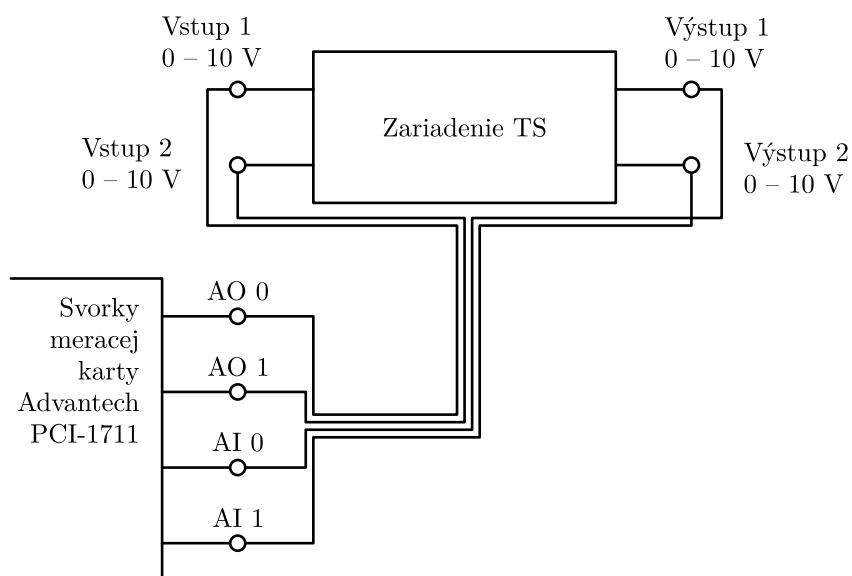 Vstup 1
0 – 10 V
Výstup 1
0 – 10 V
Zariadenie TS
Vstup 2
0 – 10 V
Výstup 2
0 – 10 V
Svorky
meracej
karty
Advantech
PCI-1711
AO 0
AO 1
AI 0
AI 1